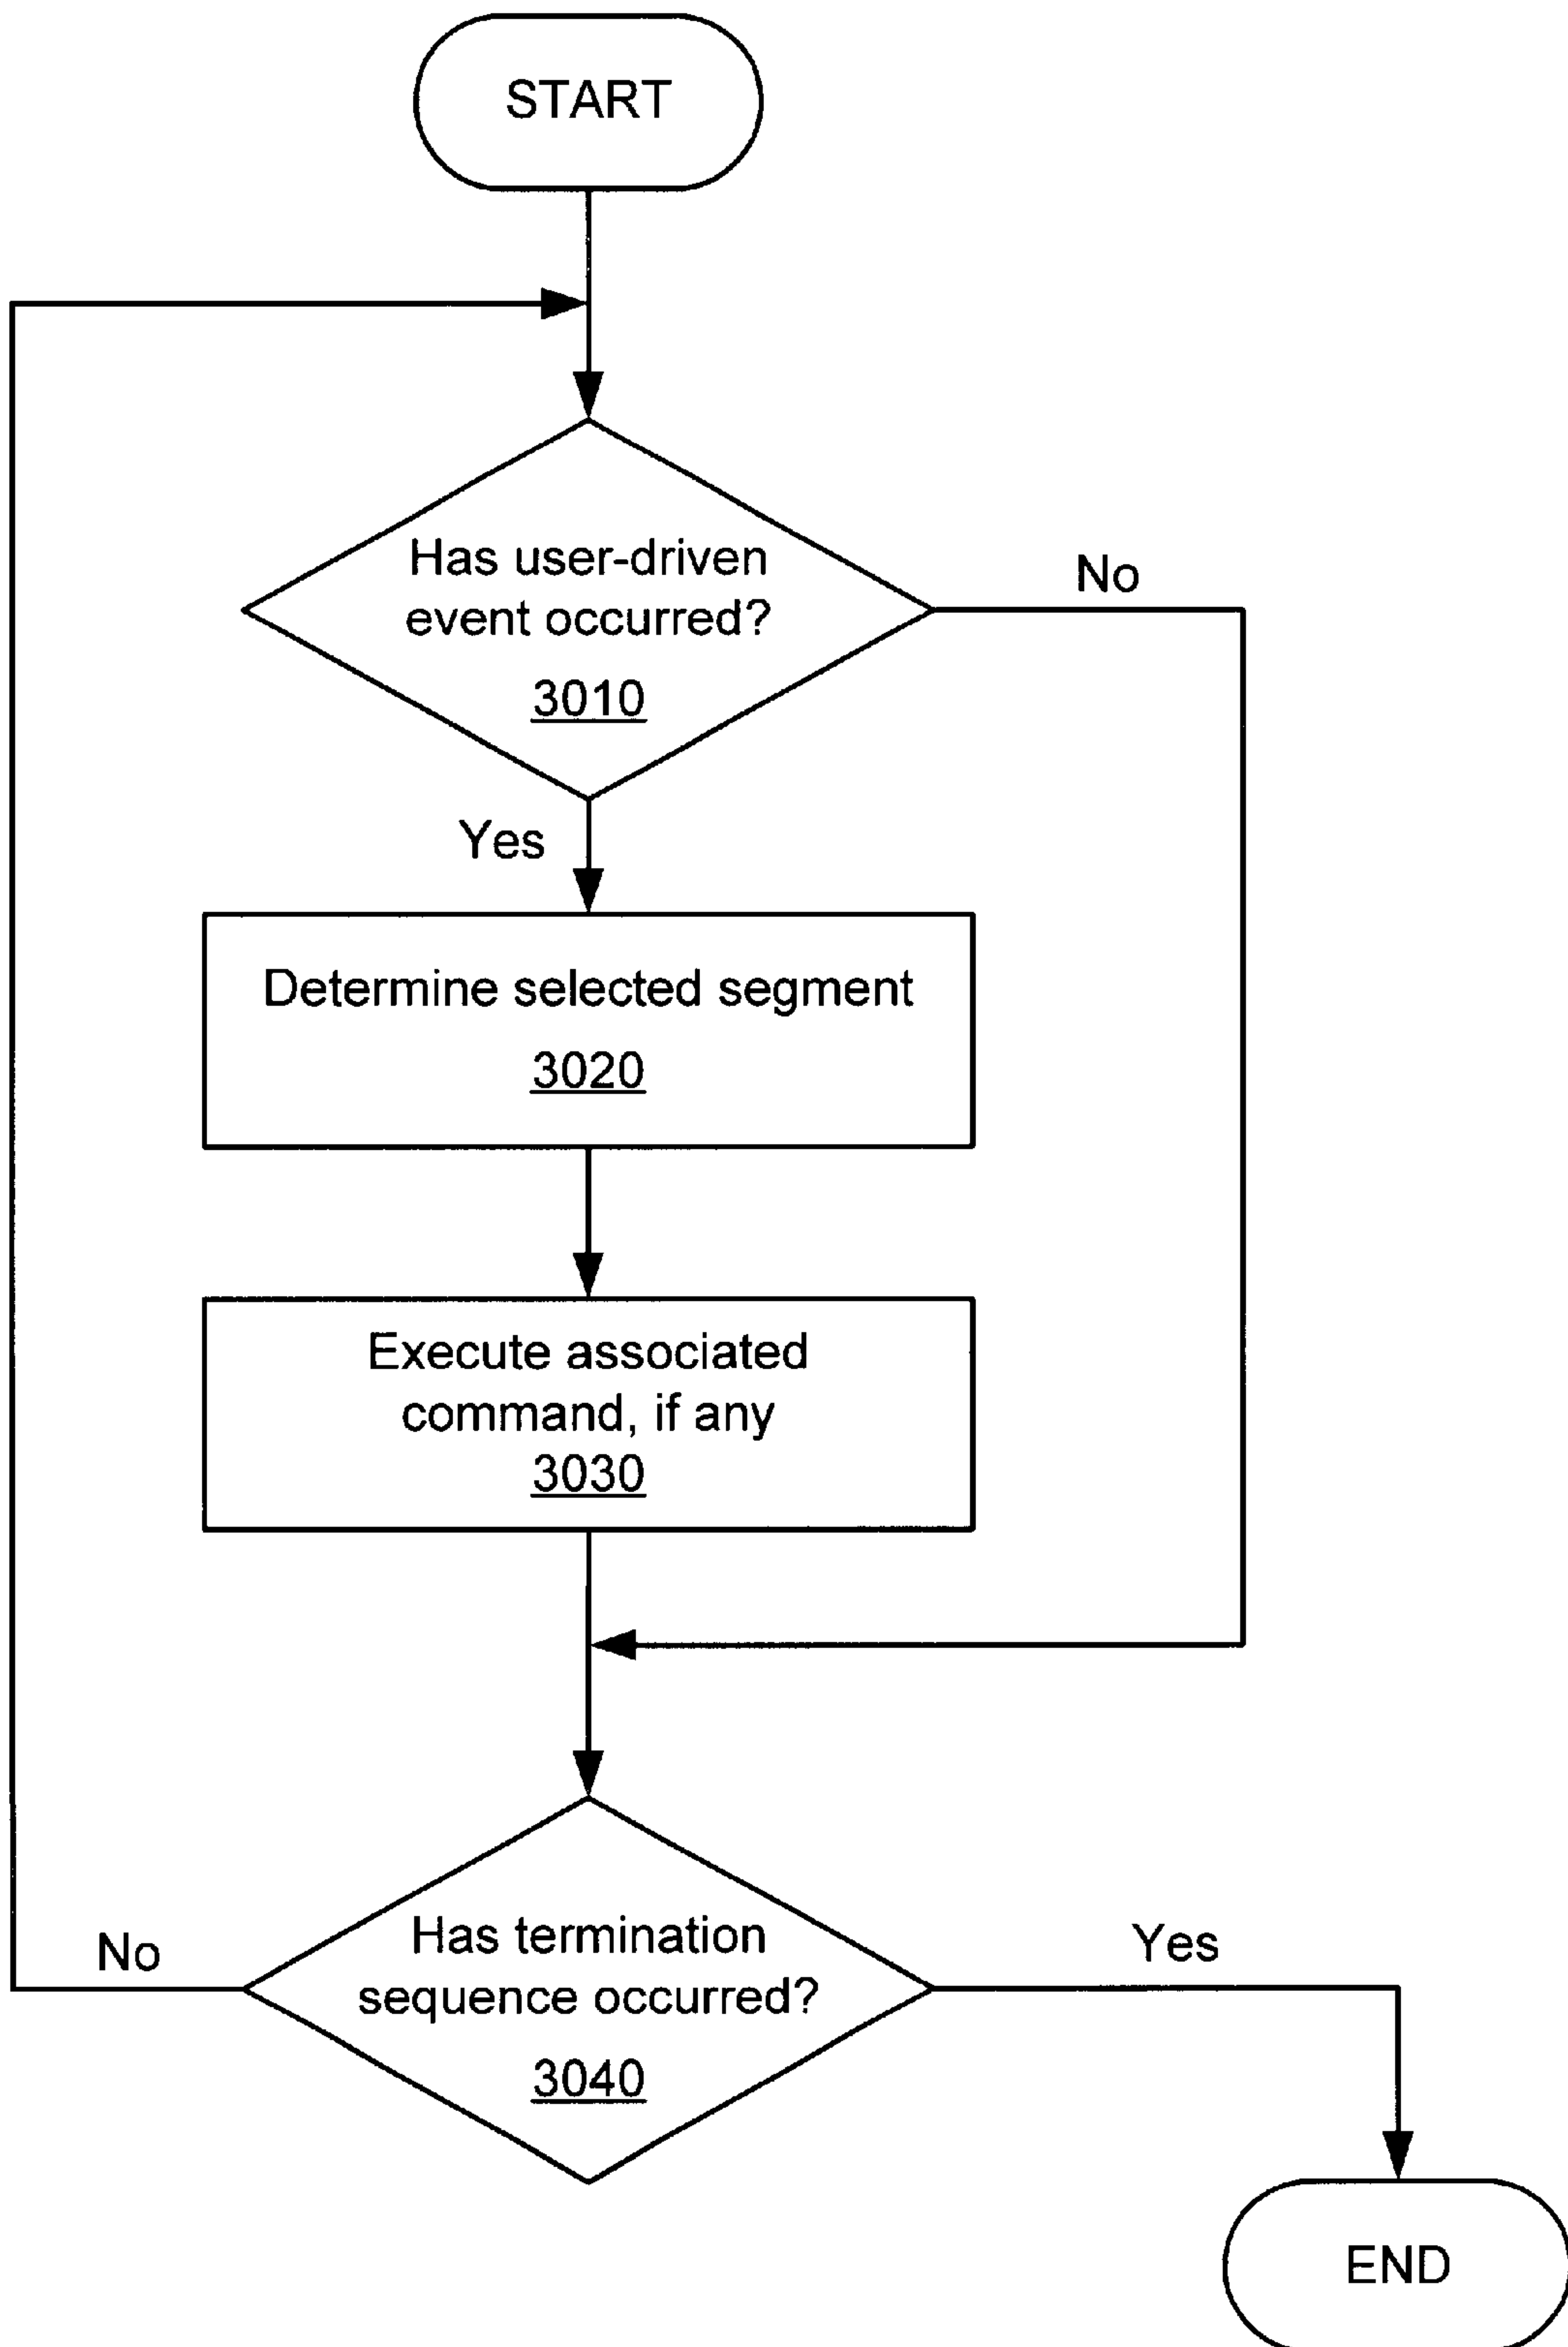 START
Has user-driven
event occurred?
3010
No
Yes
Determine selected segment
3020
Execute associated
command, if any
3030
Has termination
sequence occurred?
3040
No
Yes
END